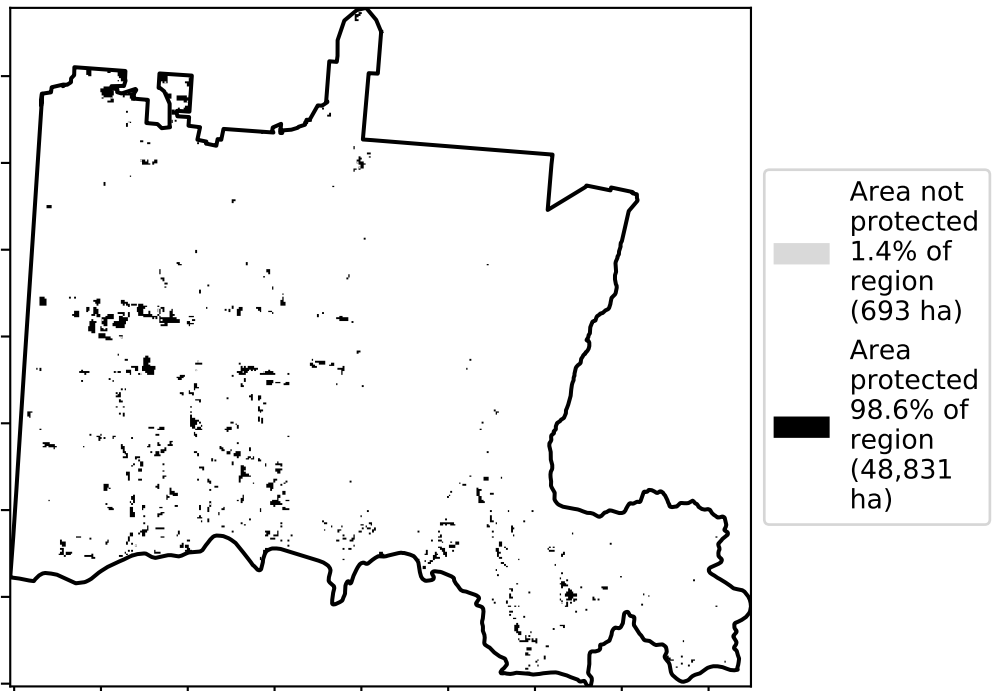 Area not
protected
1.4% of
region
(693 ha)
Area
protected
98.6% of
region
(48,831
ha)